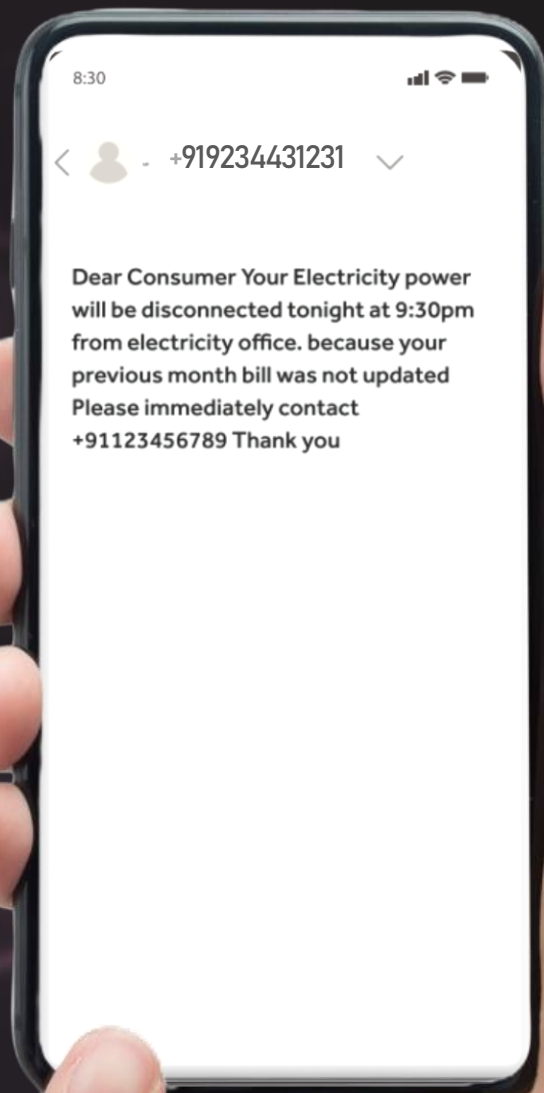 8:30
+919234431231
Dear Consumer Your Electricity power
will be disconnected tonight at 9:30pm
from electricity office. because your
previous month bill was not updated
Please immediately contact
+91123456789 Thank you